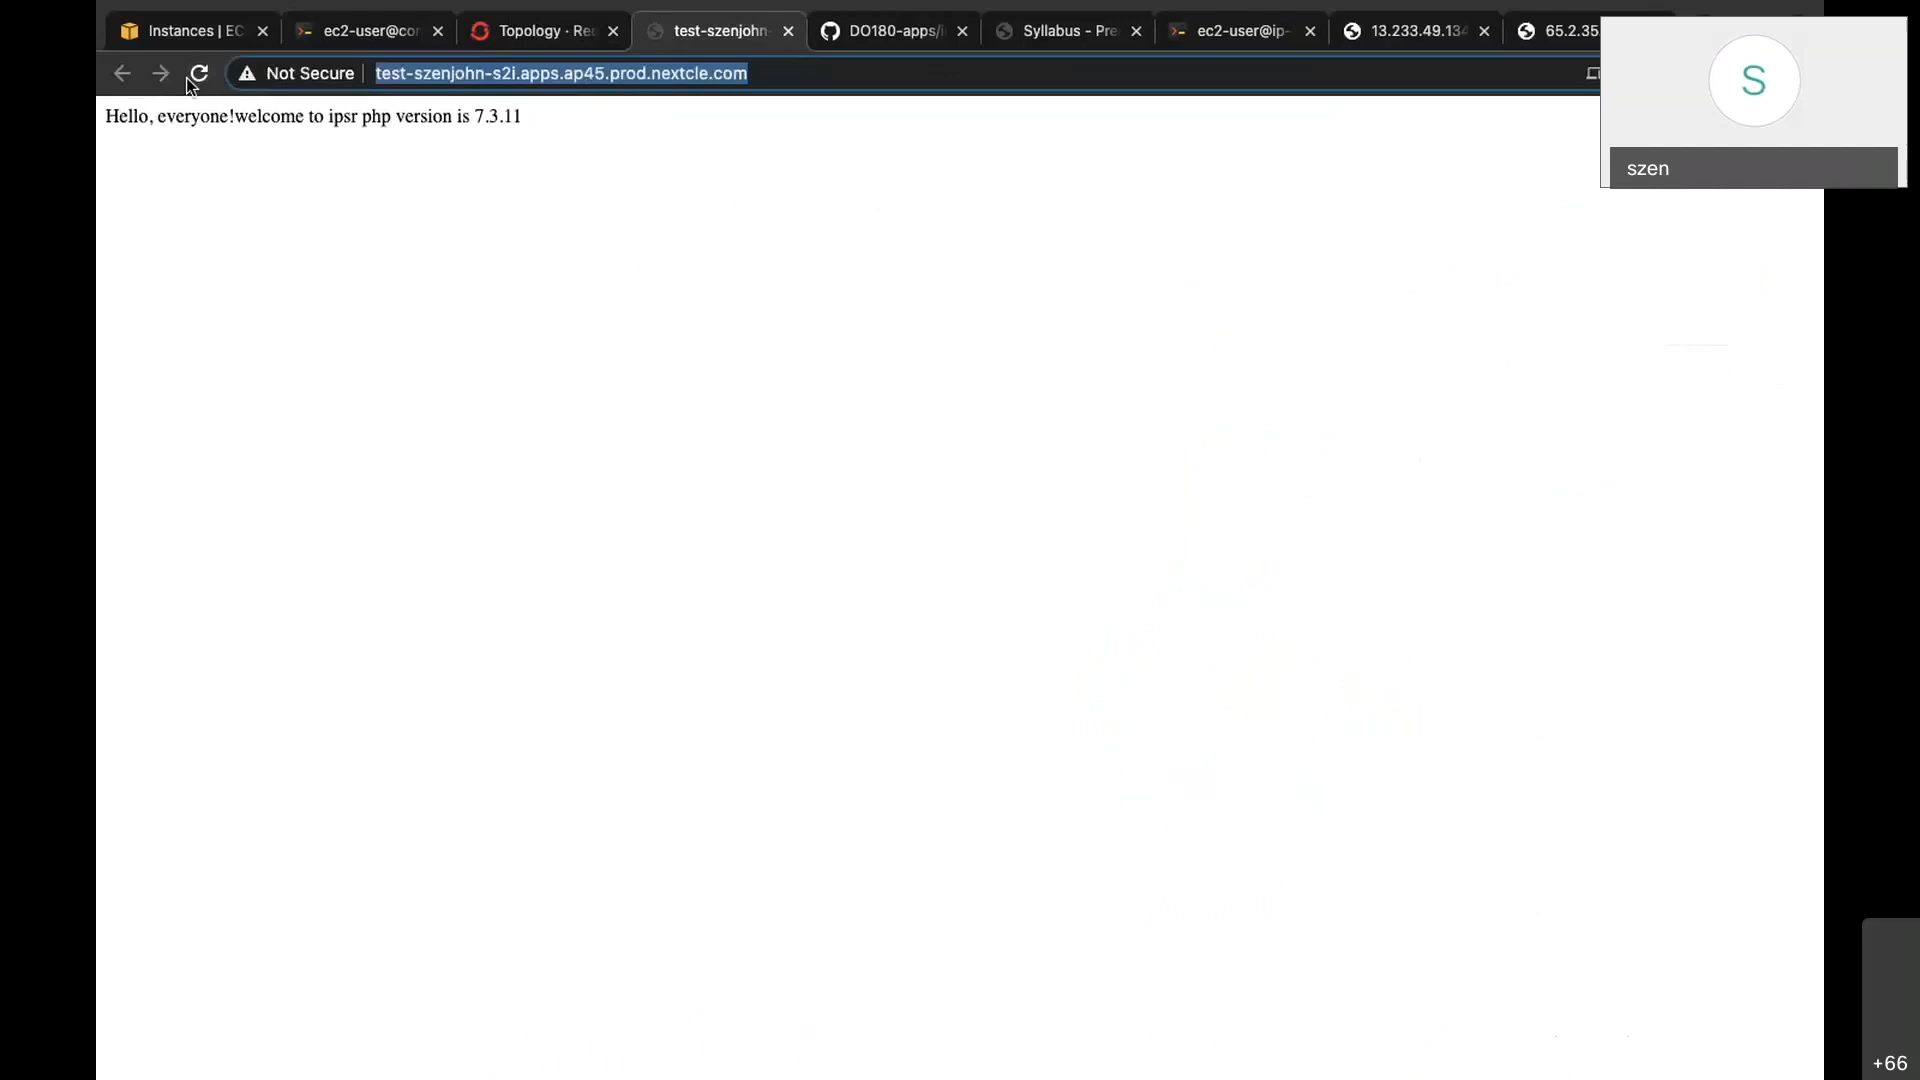 Instances | EC
ec2-user@cor
Topology · Re
test-szenjohn-
DO180-apps/i
Syllabus - Pre
ec2-user@ip-
13.233.49.134
65.2.35
Not Secure
test-szenjohn-s2i.apps.ap45.prod.nextcle.com
S
szen
Hello, everyone!welcome to ipsr php version is 7.3.11
+66